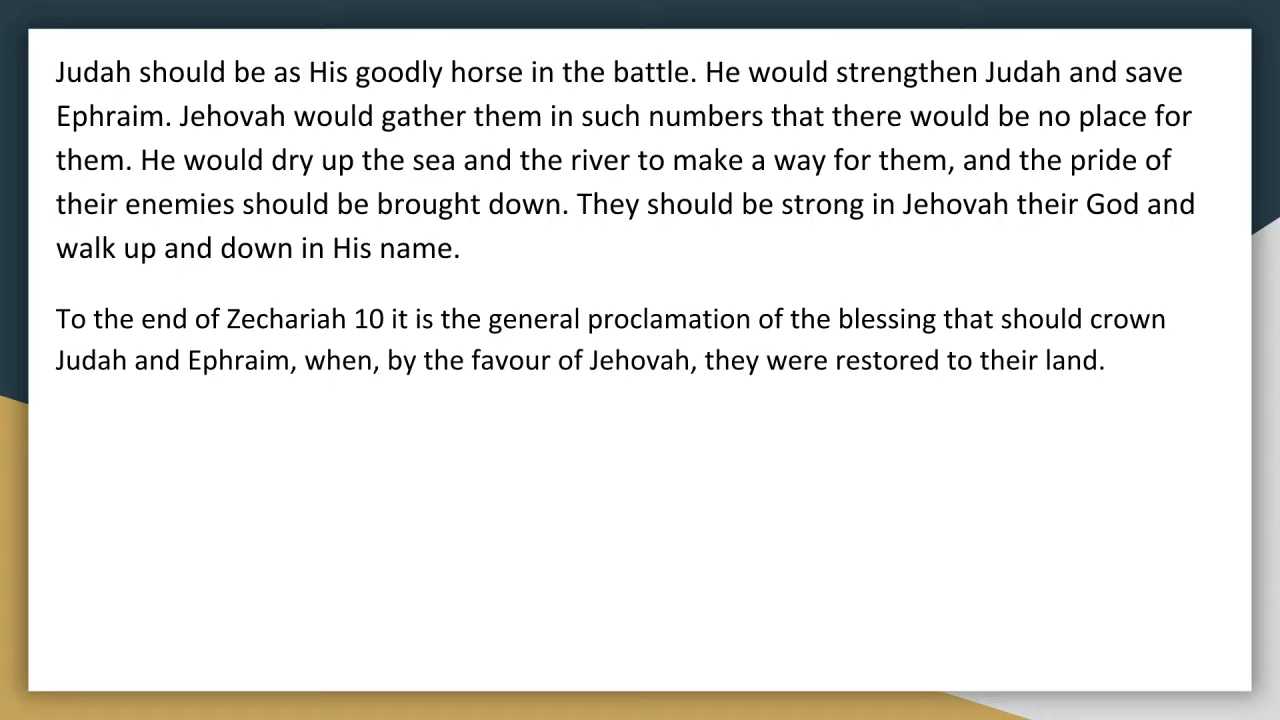 Judah should be as His goodly horse in the battle. He would strengthen Judah and save
Ephraim. Jehovah would gather them in such numbers that there would be no place for
them. He would dry up the sea and the river to make a way for them, and the pride of
their enemies should be brought down. They should be strong in Jehovah their God and
walk up and down in His name.
To the end of Zechariah 10 it is the general proclamation of the blessing that should crown
Judah and Ephraim, when, by the favour of Jehovah, they were restored to their land.